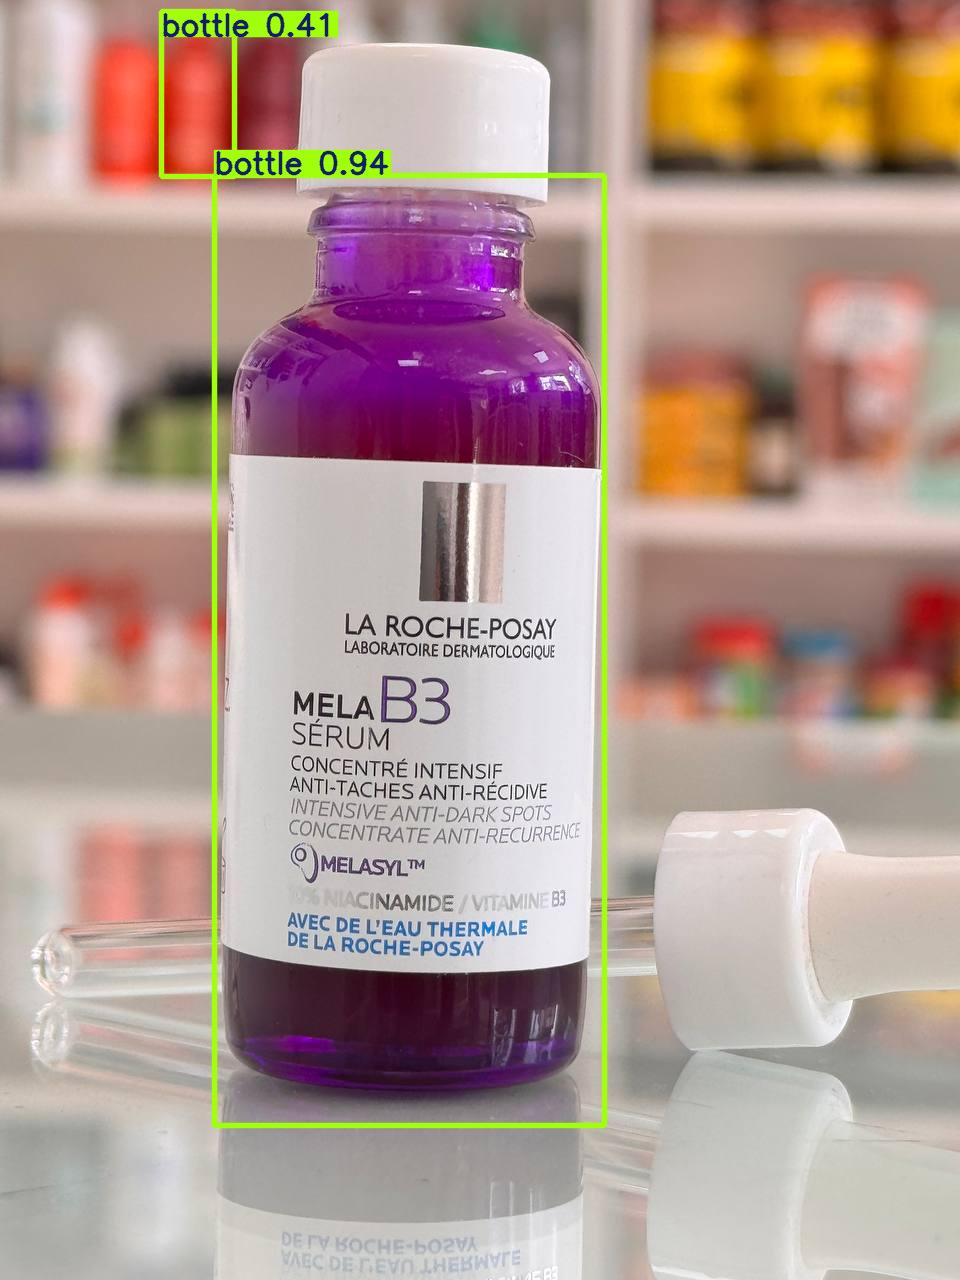 bottle 0.41
bottle 0.94
LA ROCHE-POSAY
LABORATOIRE DERMATOLOGIQUE
MELA B3
SÉRUM
CONCENTRÉ INTENSIF
ANTI-TACHES ANTI-RÉCIDIVE
INTENSIVE ANTI-DARK SPOTS
CONCENTRATE ANTI-RECURRENCE
MELASYL™
10% NIACINAMIDE / VITAMINE B3
AVEC DE L'EAU THERMALE
DE LA ROCHE-POSAY